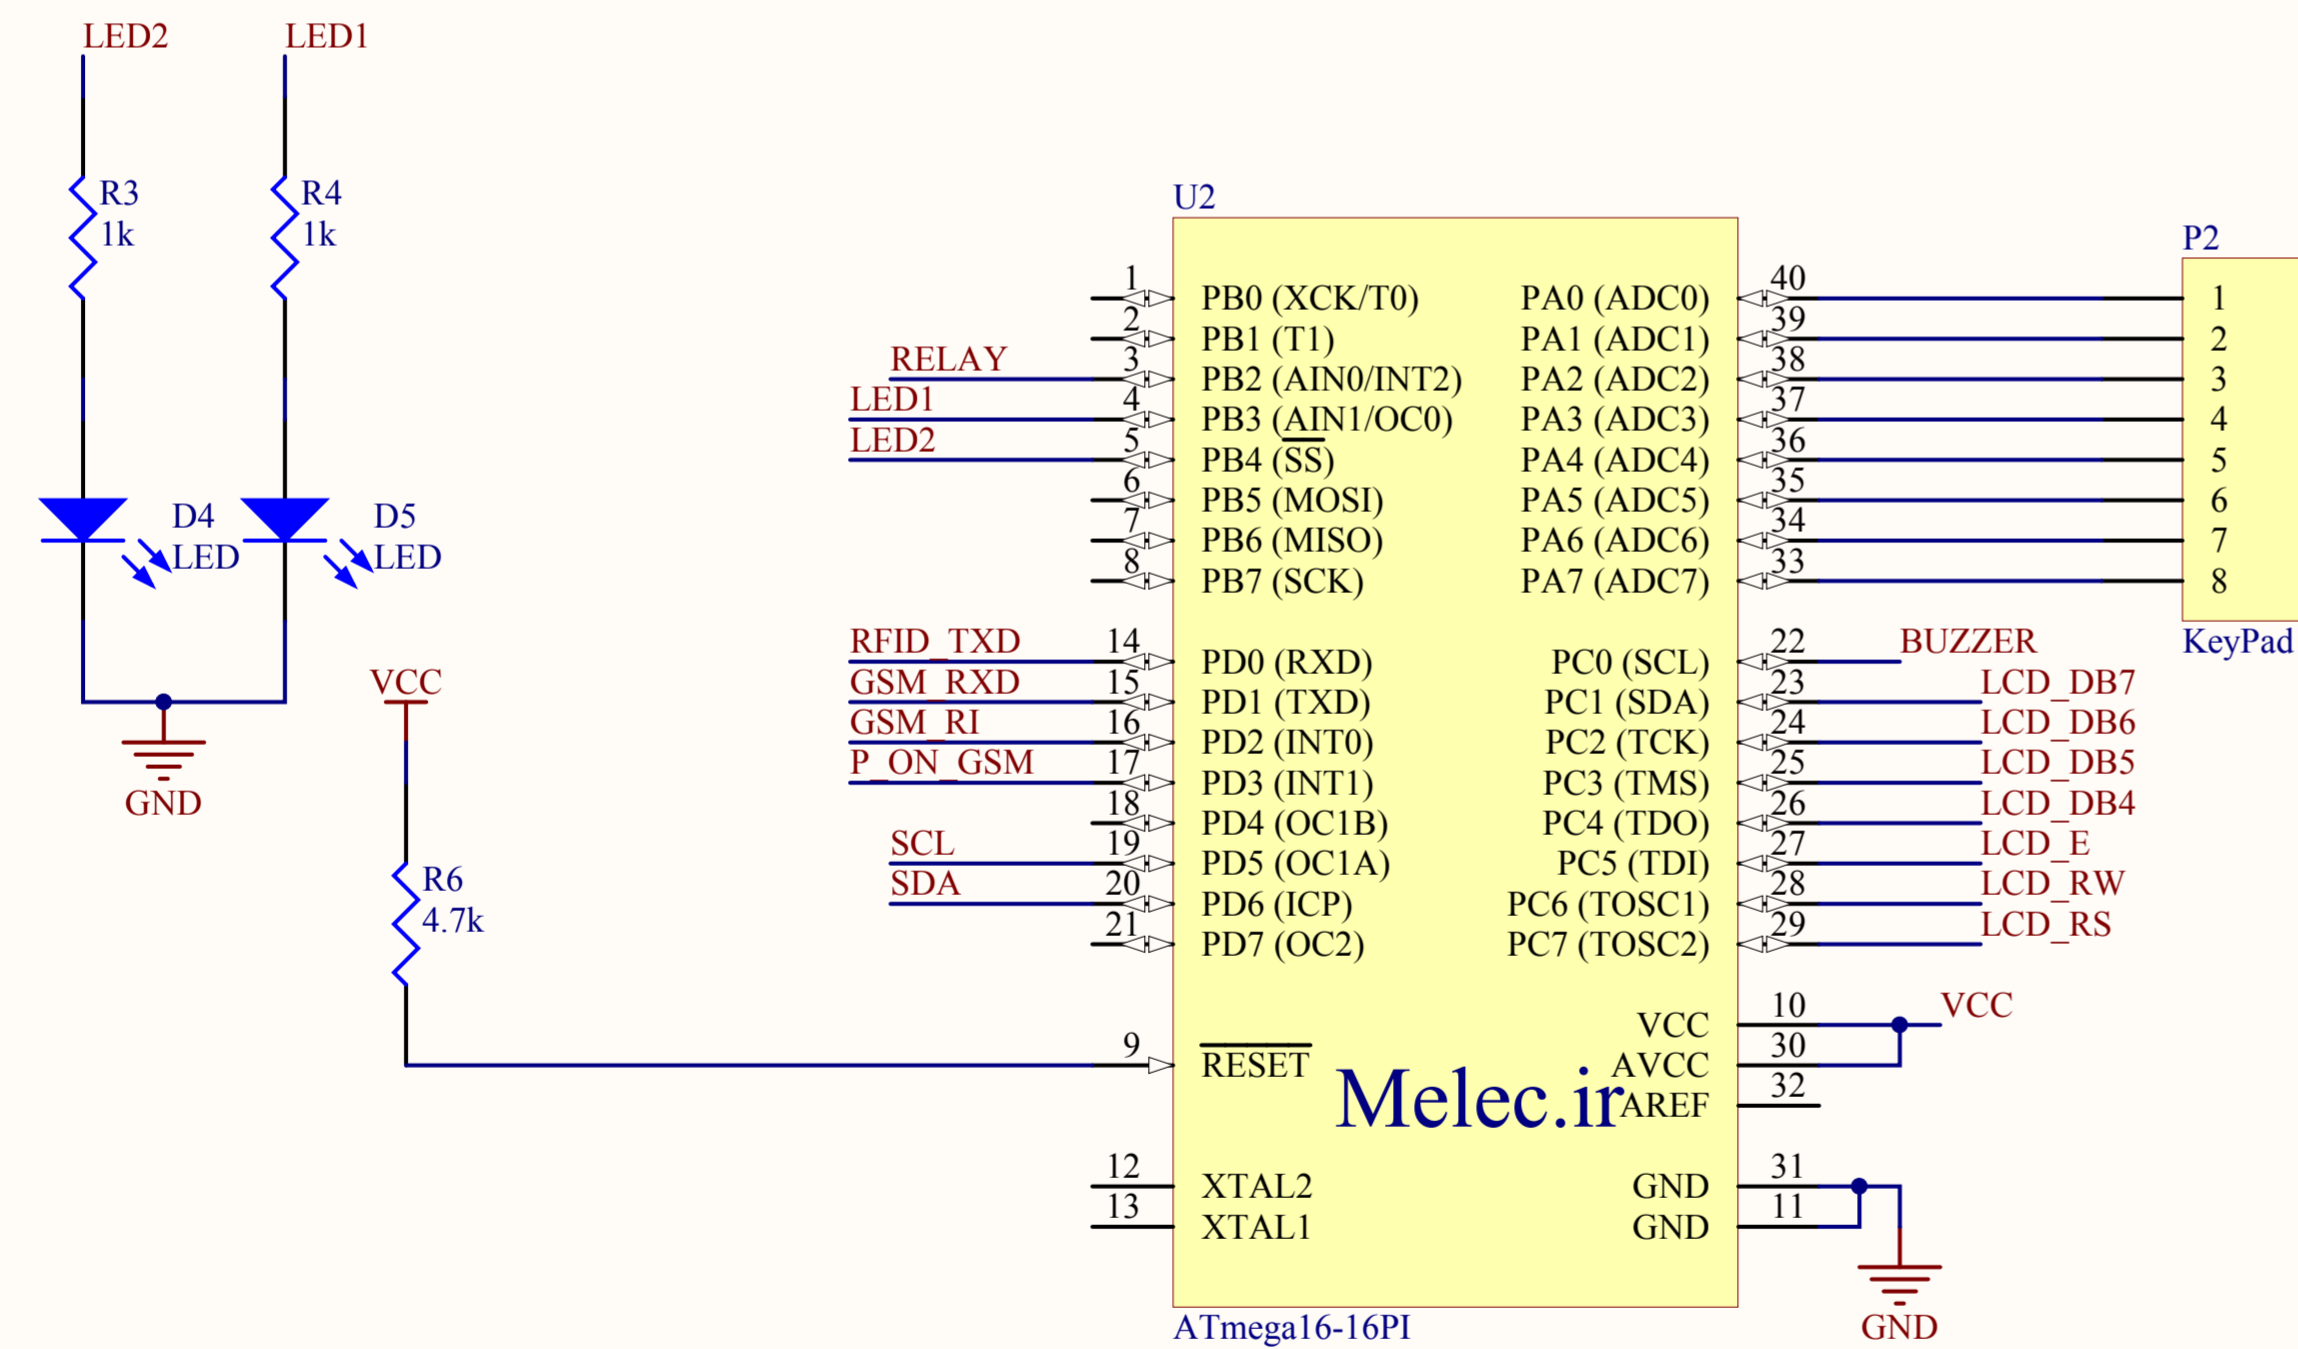 LED2
LED1
R3
1k
R4
1k
D4
LED
D5
LED
GND
VCC
R6
4.7k
U2
RELAY
LED1
LED2
RFID_TXD
GSM_RXD
GSM_RI
P_ON_GSM
SCL
SDA
1 PB0 (XCK/T0)
2 PB1 (T1)
3 PB2 (AIN0/INT2)
4 PB3 (AIN1/OC0)
5 PB4 (SS)
6 PB5 (MOSI)
7 PB6 (MISO)
8 PB7 (SCK)
14 PD0 (RXD)
15 PD1 (TXD)
16 PD2 (INT0)
17 PD3 (INT1)
18 PD4 (OC1B)
19 PD5 (OC1A)
20 PD6 (ICP)
21 PD7 (OC2)
9 RESET
12 XTAL2
13 XTAL1
PA0 (ADC0) 40
PA1 (ADC1) 39
PA2 (ADC2) 38
PA3 (ADC3) 37
PA4 (ADC4) 36
PA5 (ADC5) 35
PA6 (ADC6) 34
PA7 (ADC7) 33
PC0 (SCL) 22
PC1 (SDA) 23
PC2 (TCK) 24
PC3 (TMS) 25
PC4 (TDO) 26
PC5 (TDI) 27
PC6 (TOSC1) 28
PC7 (TOSC2) 29
VCC 10
AVCC 30
AREF 32
GND 31
GND 11
Melec.ir
ATmega16-16PI
BUZZER
LCD_DB7
LCD_DB6
LCD_DB5
LCD_DB4
LCD_E
LCD_RW
LCD_RS
VCC
GND
P2
1
2
3
4
5
6
7
8
KeyPad